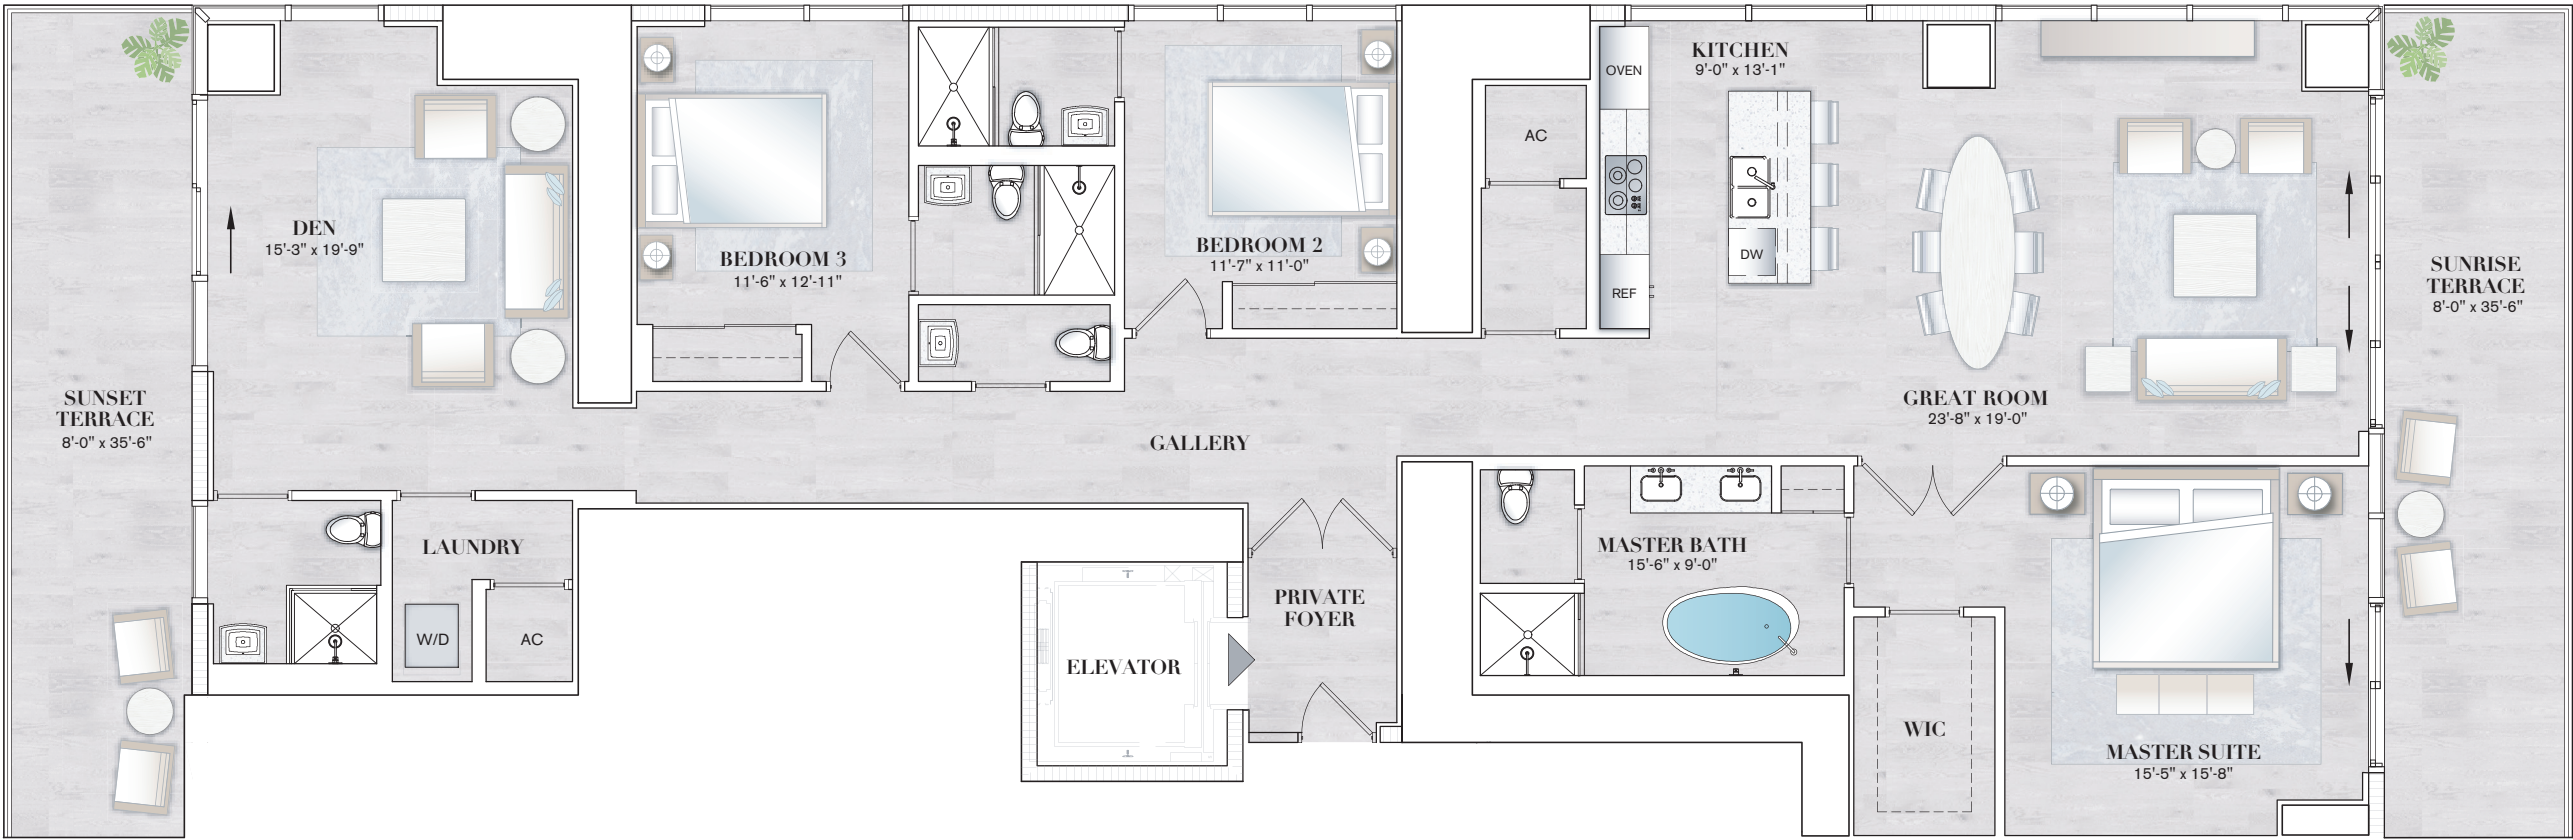 KITCHEN
9'-0" x 13'-1"
OVEN
AC
DEN
15'-3" x 19'-9"
BEDROOM 3
11'-6" x 12'-11"
BEDROOM 2
11'-7" x 11'-0"
DW
REF
SUNRISE
TERRACE
8'-0" x 35'-6"
SUNSET
TERRACE
8'-0" x 35'-6"
GREAT ROOM
23'-8" x 19'-0"
GALLERY
LAUNDRY
MASTER BATH
15'-6" x 9'-0"
PRIVATE
FOYER
W/D
AC
ELEVATOR
WIC
MASTER SUITE
15'-5" x 15'-8"